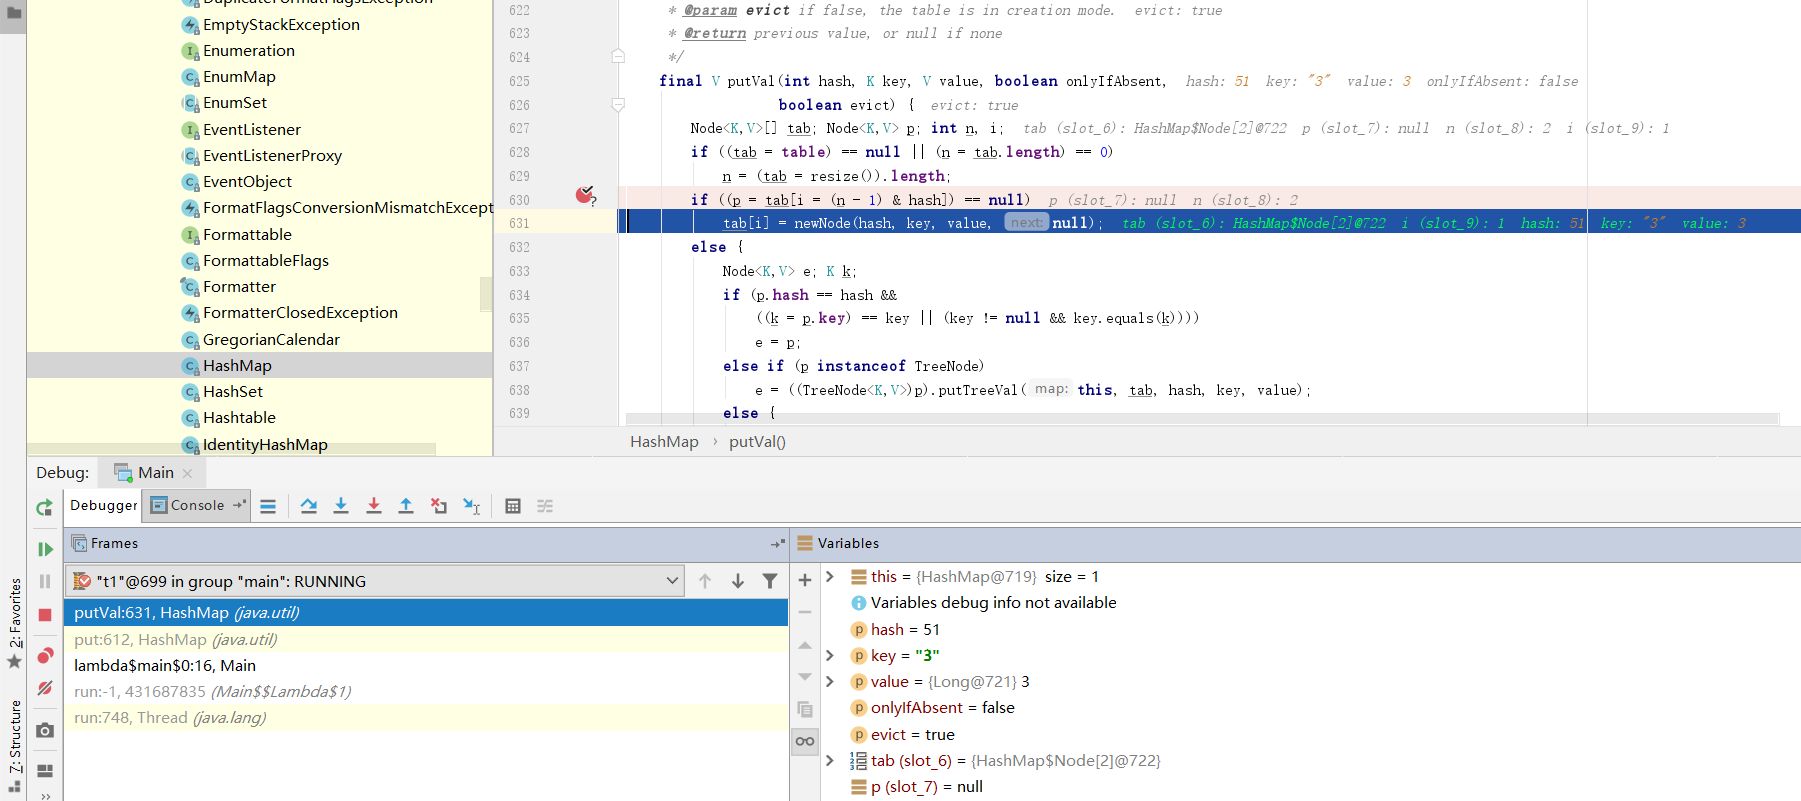 DuplicateFormatFlagsException
EmptyStackException
Enumeration
EnumMap
EnumSet
EventListener
EventListenerProxy
EventObject
FormatFlagsConversionMismatchExcept
Formattable
FormattableFlags
Formatter
FormatterClosedException
GregorianCalendar
HashMap
HashSet
Hashtable
IdentityHashMap
622 * @param evict if false, the table is in creation mode. evict: true
623 * @return previous value, or null if none
624 */
625 final V putVal(int hash, K key, V value, boolean onlyIfAbsent, hash: 51 key: "3" value: 3 onlyIfAbsent: false
626 boolean evict) { evict: true
627 Node<K,V>[] tab; Node<K,V> p; int n, i; tab (slot_6): HashMap$Node[2]@722 p (slot_7): null n (slot_8): 2 i (slot_9): 1
628 if ((tab = table) == null || (n = tab.length) == 0)
629 n = (tab = resize()).length;
630 if ((p = tab[i = (n - 1) & hash]) == null) p (slot_7): null n (slot_8): 2
631 tab[i] = newNode(hash, key, value, next: null); tab (slot_6): HashMap$Node[2]@722 i (slot_9): 1 hash: 51 key: "3" value: 3
632 else {
633 Node<K,V> e; K k;
634 if (p.hash == hash &&
635 ((k = p.key) == key || (key != null && key.equals(k))))
636 e = p;
637 else if (p instanceof TreeNode)
638 e = ((TreeNode<K,V>)p).putTreeVal( map: this, tab, hash, key, value);
639 else {
HashMap › putVal()
Debug: Main
Debugger Console
Frames
"t1"@699 in group "main": RUNNING
putVal:631, HashMap (java.util)
put:612, HashMap (java.util)
lambda$main$0:16, Main
run:-1, 431687835 (Main$$Lambda$1)
run:748, Thread (java.lang)
Variables
this = {HashMap@719} size = 1
Variables debug info not available
hash = 51
key = "3"
value = {Long@721} 3
onlyIfAbsent = false
evict = true
tab (slot_6) = {HashMap$Node[2]@722}
p (slot_7) = null
2: Favorites
7: Structure